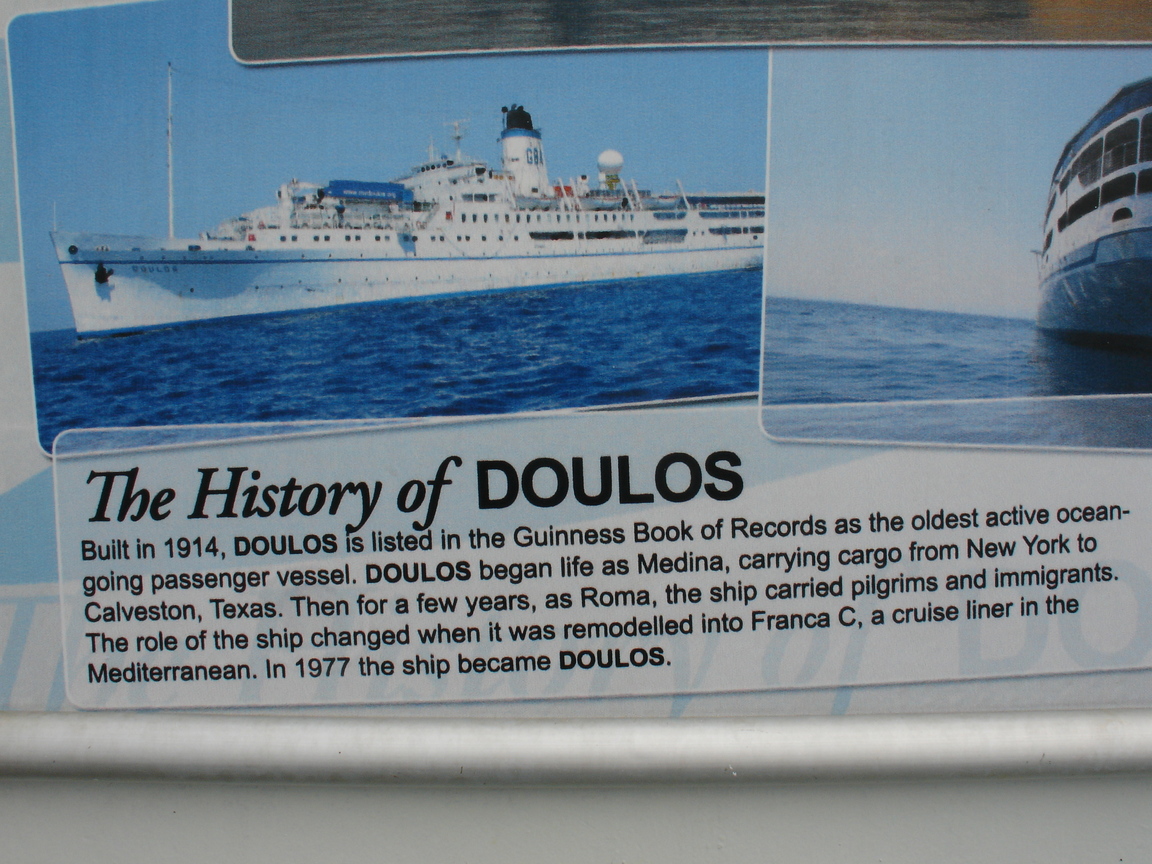 GBA
DOULOS
The History of DOULOS
Built in 1914, DOULOS is listed in the Guinness Book of Records as the oldest active ocean-
going passenger vessel. DOULOS began life as Medina, carrying cargo from New York to
Calveston, Texas. Then for a few years, as Roma, the ship carried pilgrims and immigrants.
The role of the ship changed when it was remodelled into Franca C, a cruise liner in the
Mediterranean. In 1977 the ship became DOULOS.